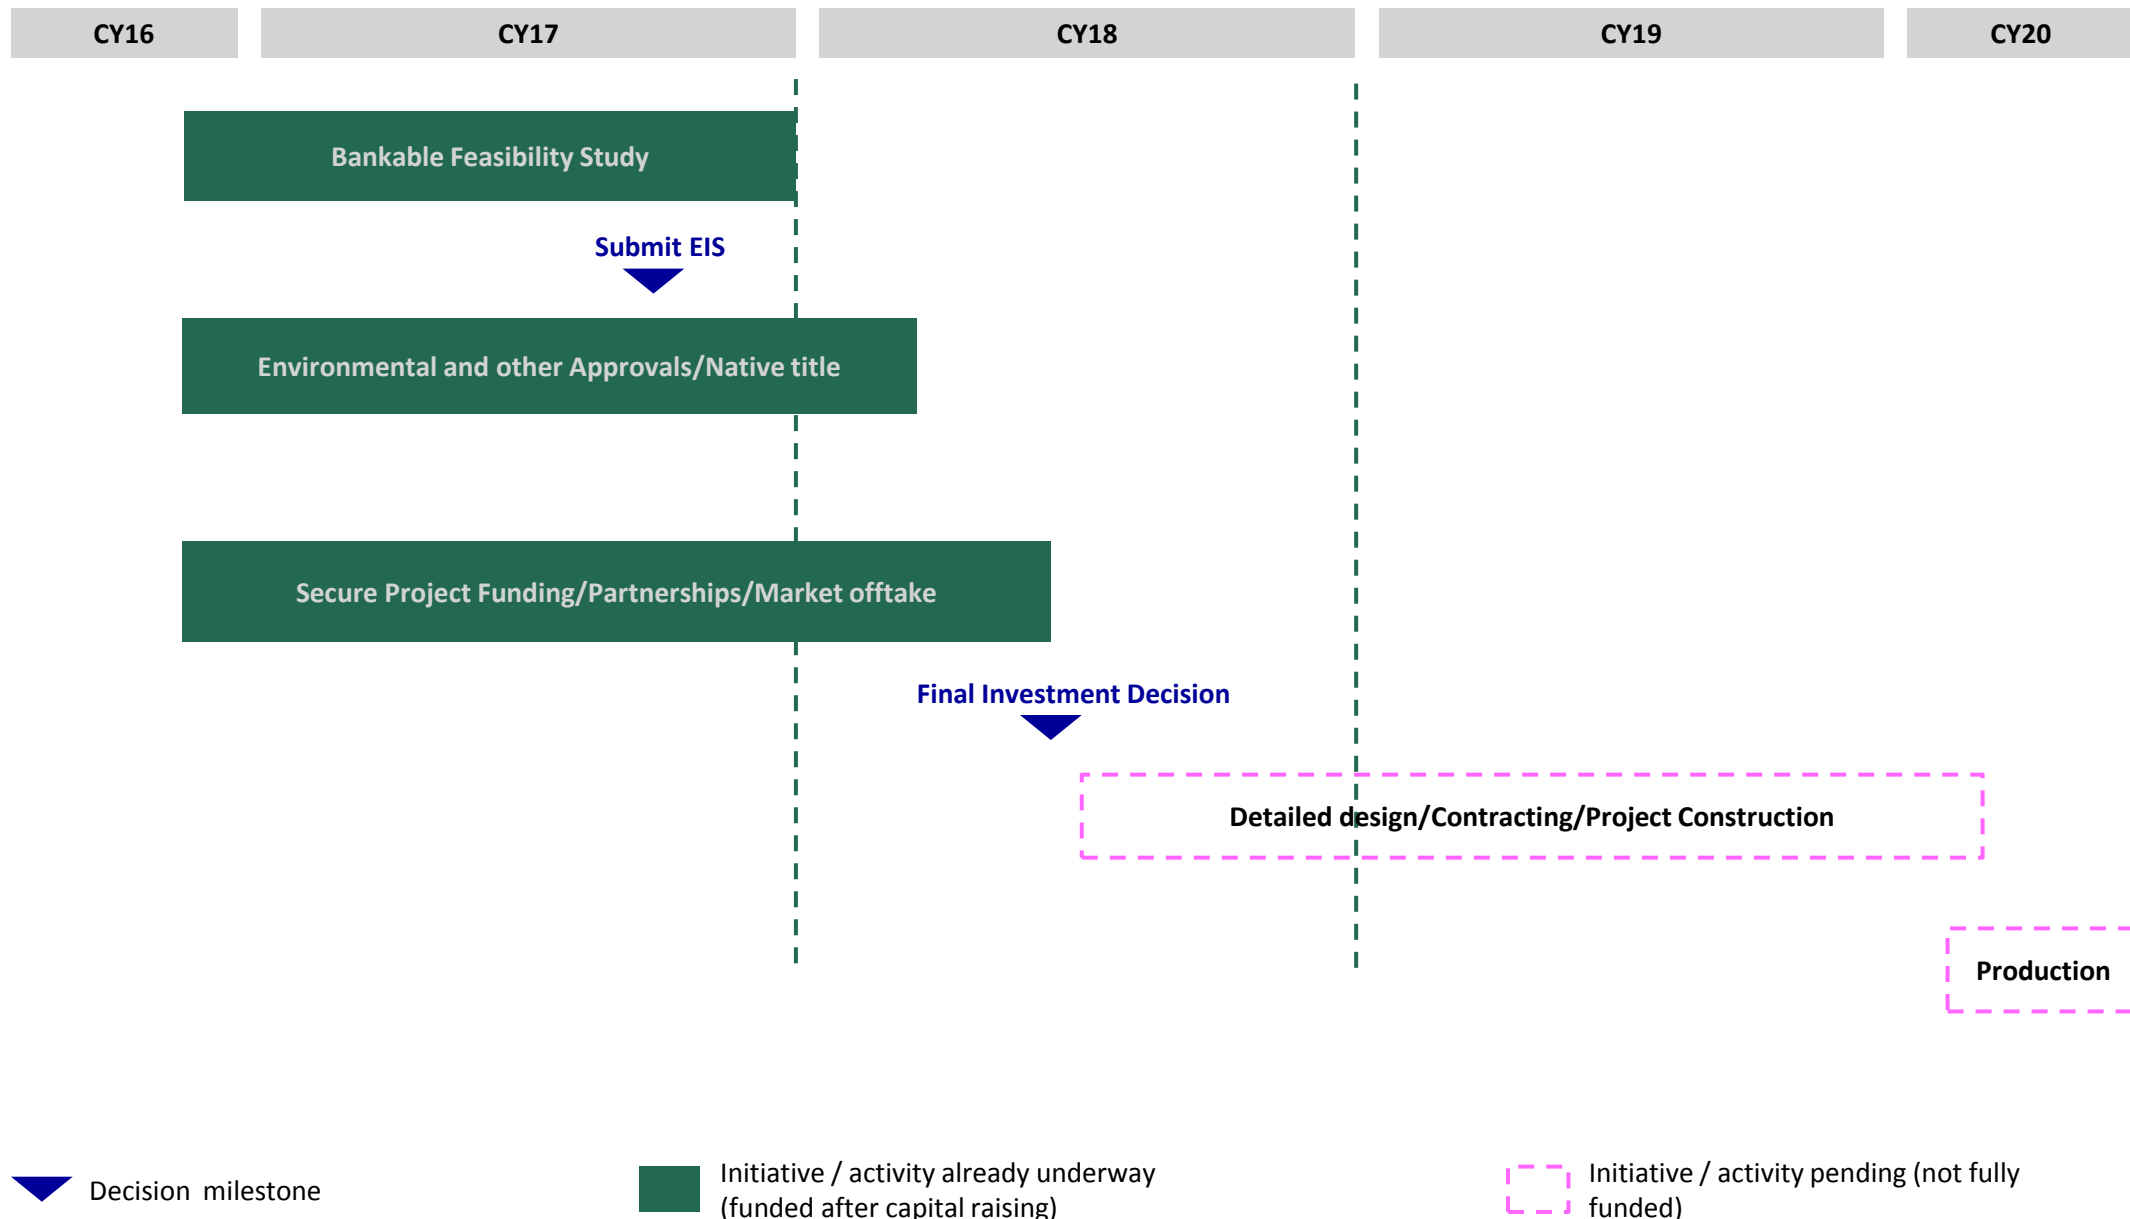 CY16
CY17
CY18
CY19
CY20
Bankable Feasibility Study
Submit EIS
Environmental and other Approvals/Native title
Secure Project Funding/Partnerships/Market offtake
Final Investment Decision
Detailed design/Contracting/Project Construction
Production
Decision milestone
Initiative / activity already underway
(funded after capital raising)
Initiative / activity pending (not fully
funded)